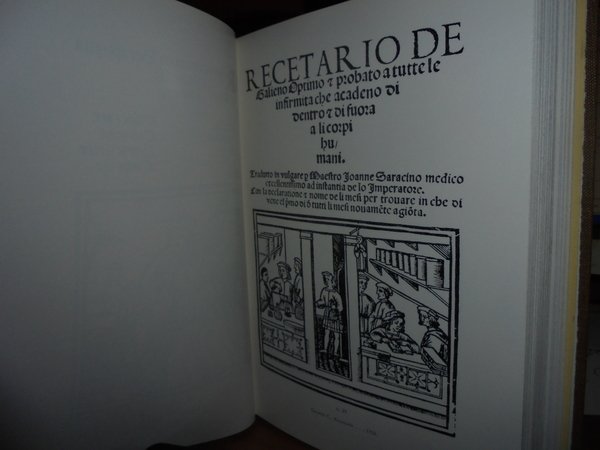 RECETARIO DE
Galieno Optimo ⁊ probato a tutte le
infirmita che acadeno di
dentro ⁊ di fuora
a li corpi
hu⸗
mani.
Traduto in vulgare p Maestro Joanne Saracino medico
excellentissimo ad instantia de lo Imperatore.
Con la declaratione ⁊ nome de li mesi per trouare in che di
vene el pͥmo di ð tutti li mesi nouamēte agiōta.